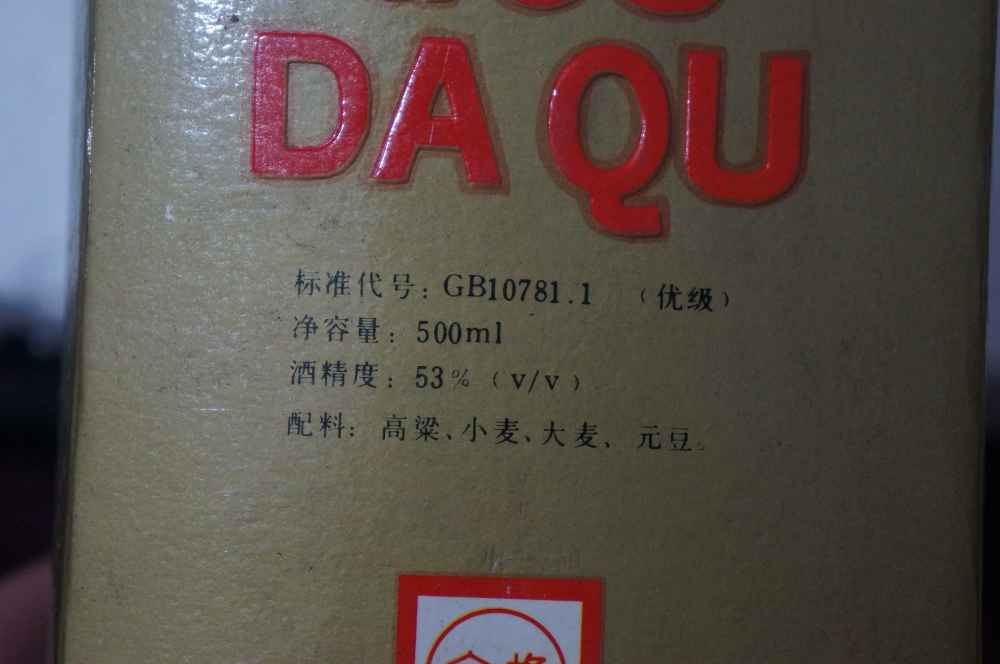 DA QU
标准代号：GB10781.1 （优级）
净容量：500ml
酒精度：53%（v/v）
配料：高粱、小麦、大麦、元豆。